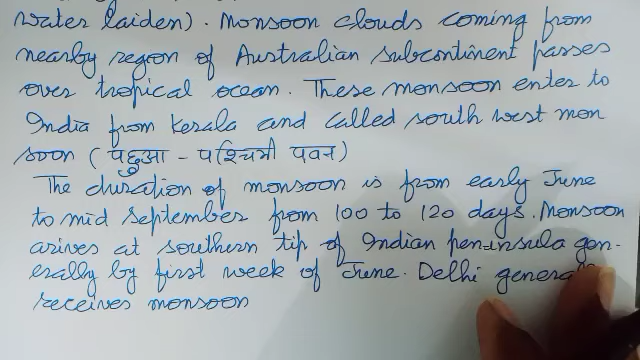 water laiden). Monsoon clouds coming from
nearby region of Australian subcontinent passes
over tropical ocean. These monsoon enter to
India from Kerala and called south west mon
soon (पछुआ - पश्चिमी पवन)
The duration of monsoon is from early June
to mid September from 100 to 120 days. Monsoon
arives at southern tip of Indian peninsula gen-
erally by first week of June. Delhi
receives monsoon